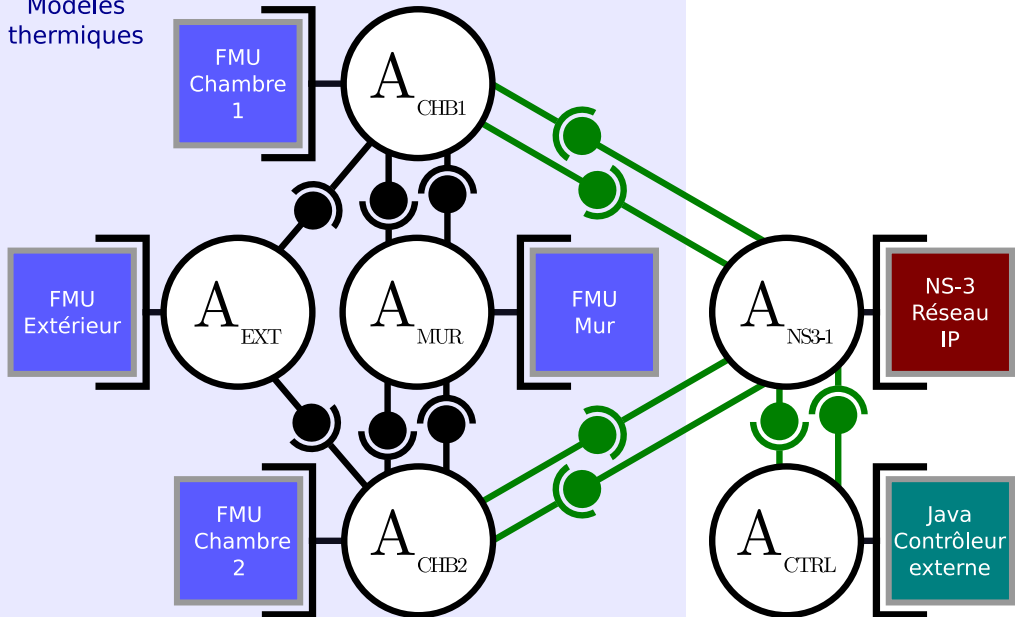 Modèles
thermiques
FMU
Chambre
1
A CHB1
FMU
Extérieur
A EXT
A MUR
FMU
Mur
A NS3-1
NS-3
Réseau
IP
FMU
Chambre
2
A CHB2
A CTRL
Java
Contrôleur
externe